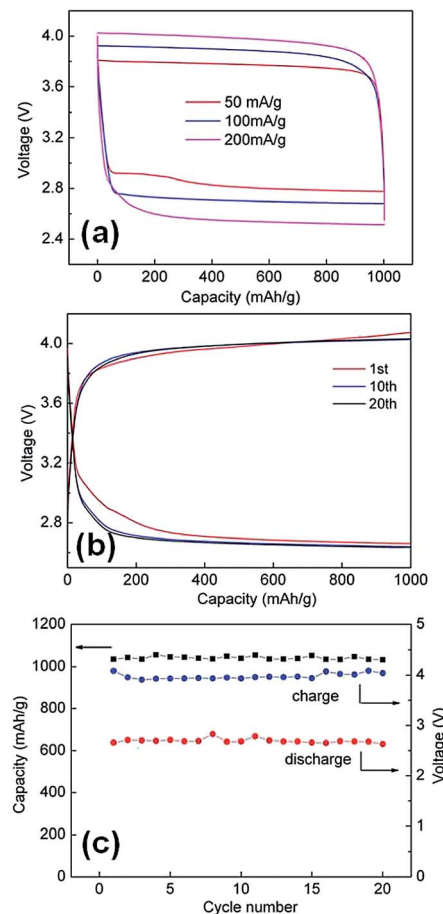 4.0
3.6
3.2
2.8
2.4
Voltage (V)
50 mA/g
100mA/g
200mA/g
(a)
0 200 400 600 800 1000
Capacity (mAh/g)
4.0
3.6
3.2
2.8
Voltage (V)
1st
10th
20th
(b)
0 200 400 600 800 1000
Capacity (mAh/g)
1200
1000
800
600
400
200
0
Capacity (mAh/g)
charge
discharge
5
4
3
2
1
0
Voltage (V)
(c)
0 5 10 15 20
Cycle number